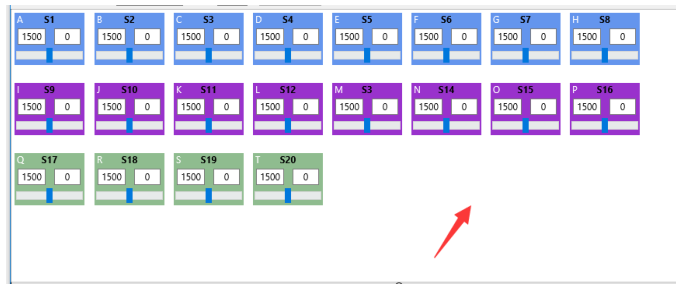 A S1 B S2 C S3 D S4 E S5 F S6 G S7 H S8
1500 0 1500 0 1500 0 1500 0 1500 0 1500 0 1500 0 1500 0
I S9 J S10 K S11 L S12 M S3 N S14 O S15 P S16
1500 0 1500 0 1500 0 1500 0 1500 0 1500 0 1500 0 1500 0
Q S17 R S18 S S19 T S20
1500 0 1500 0 1500 0 1500 0